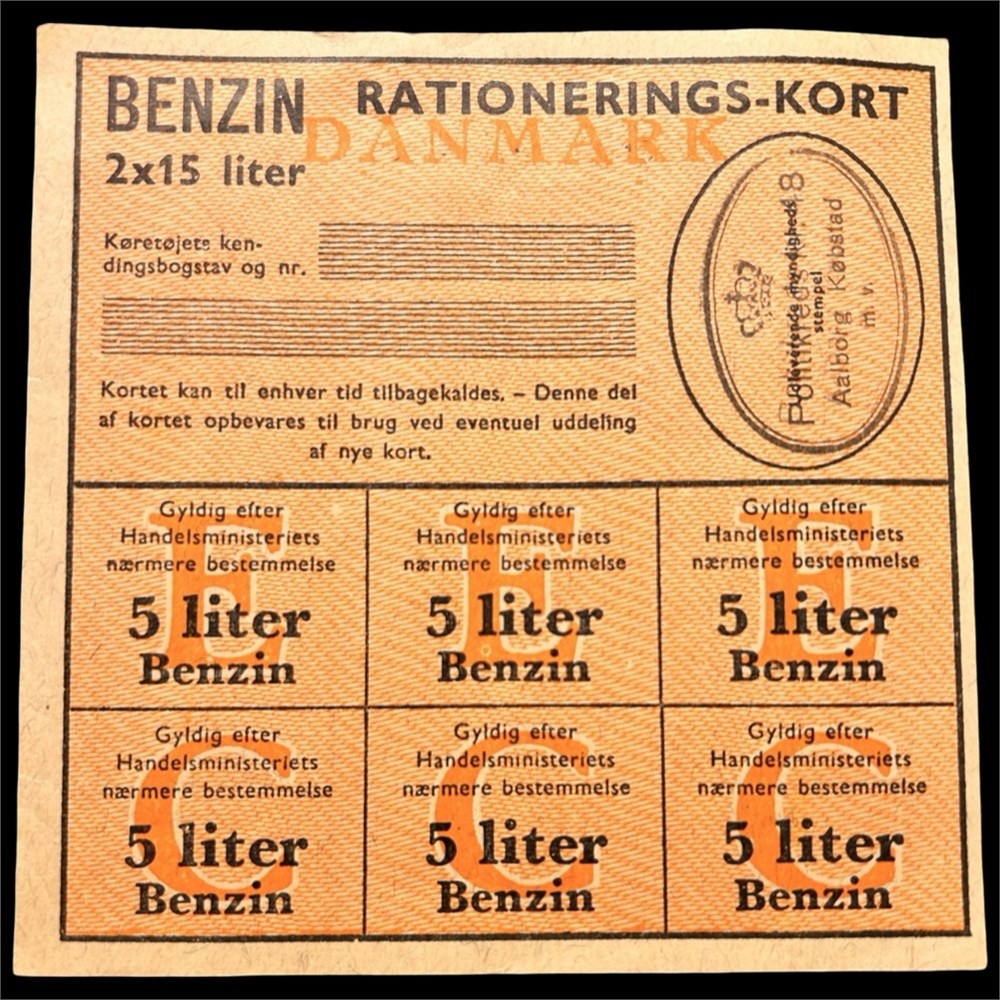 BENZIN RATIONERINGS-KORT
DANMARK
2x15 liter
Køretøjets ken-
dingsbogstav og nr.
Udleverende myndigheds
stempel
Politikreds nr. 48
Aalborg Købstad
m. v.
Kortet kan til enhver tid tilbagekaldes. – Denne del
af kortet opbevares til brug ved eventuel uddeling
af nye kort.
E
Gyldig efter
Handelsministeriets
nærmere bestemmelse
5 liter
Benzin
E
Gyldig efter
Handelsministeriets
nærmere bestemmelse
5 liter
Benzin
E
Gyldig efter
Handelsministeriets
nærmere bestemmelse
5 liter
Benzin
C
Gyldig efter
Handelsministeriets
nærmere bestemmelse
5 liter
Benzin
C
Gyldig efter
Handelsministeriets
nærmere bestemmelse
5 liter
Benzin
C
Gyldig efter
Handelsministeriets
nærmere bestemmelse
5 liter
Benzin